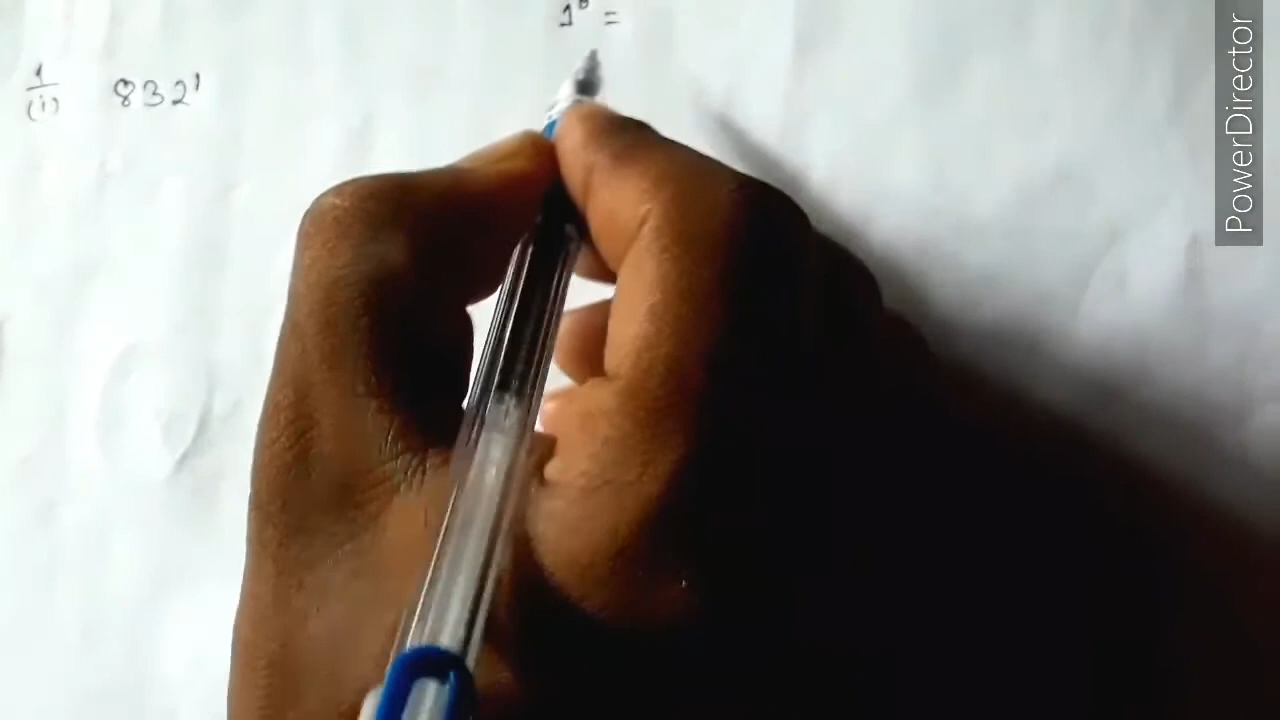 1° =
1/(i) 832'
PowerDirector